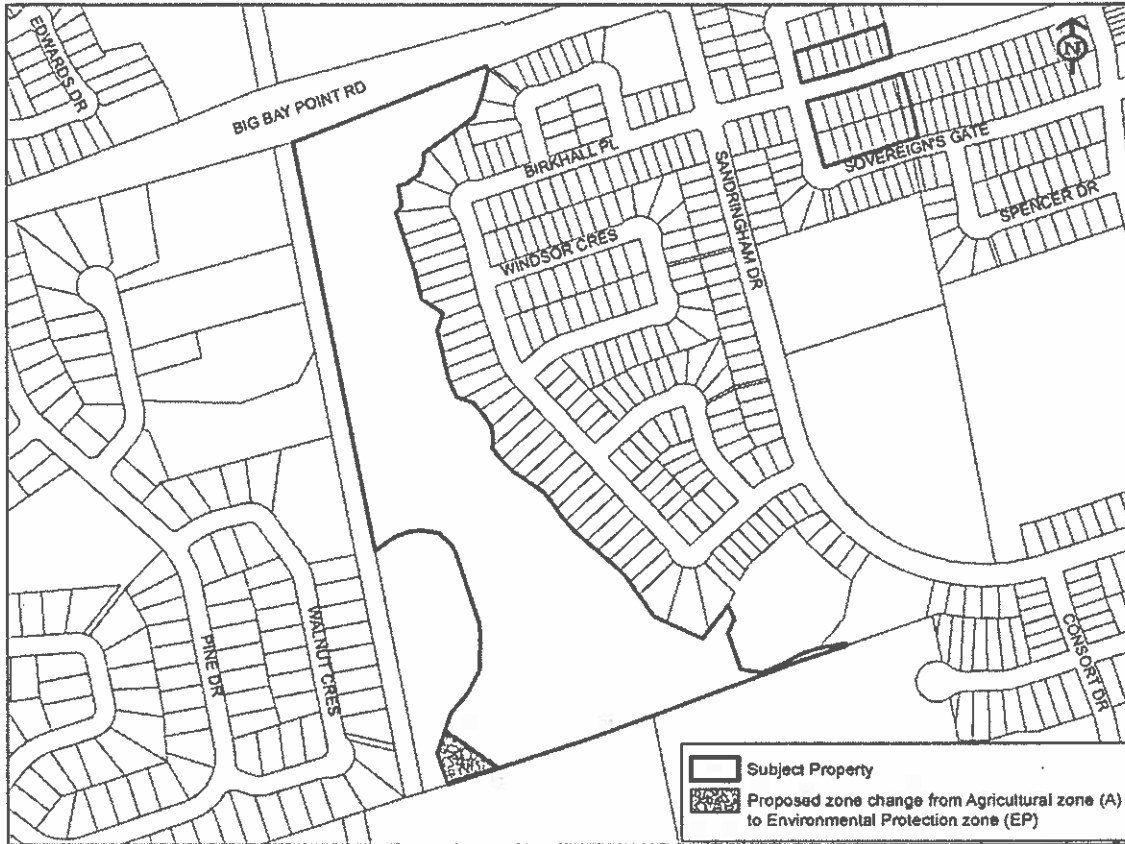 EDWARDS DR
N
BIG BAY POINT RD
BIRKHALL PL
SOVEREIGN'S GATE
SANDRINGHAM DR
SPENCER DR
WINDSOR CRES
PINE DR
WALNUT CRES
CONSORT DR
Subject Property
Proposed zone change from Agricultural zone (A)
to Environmental Protection zone (EP)